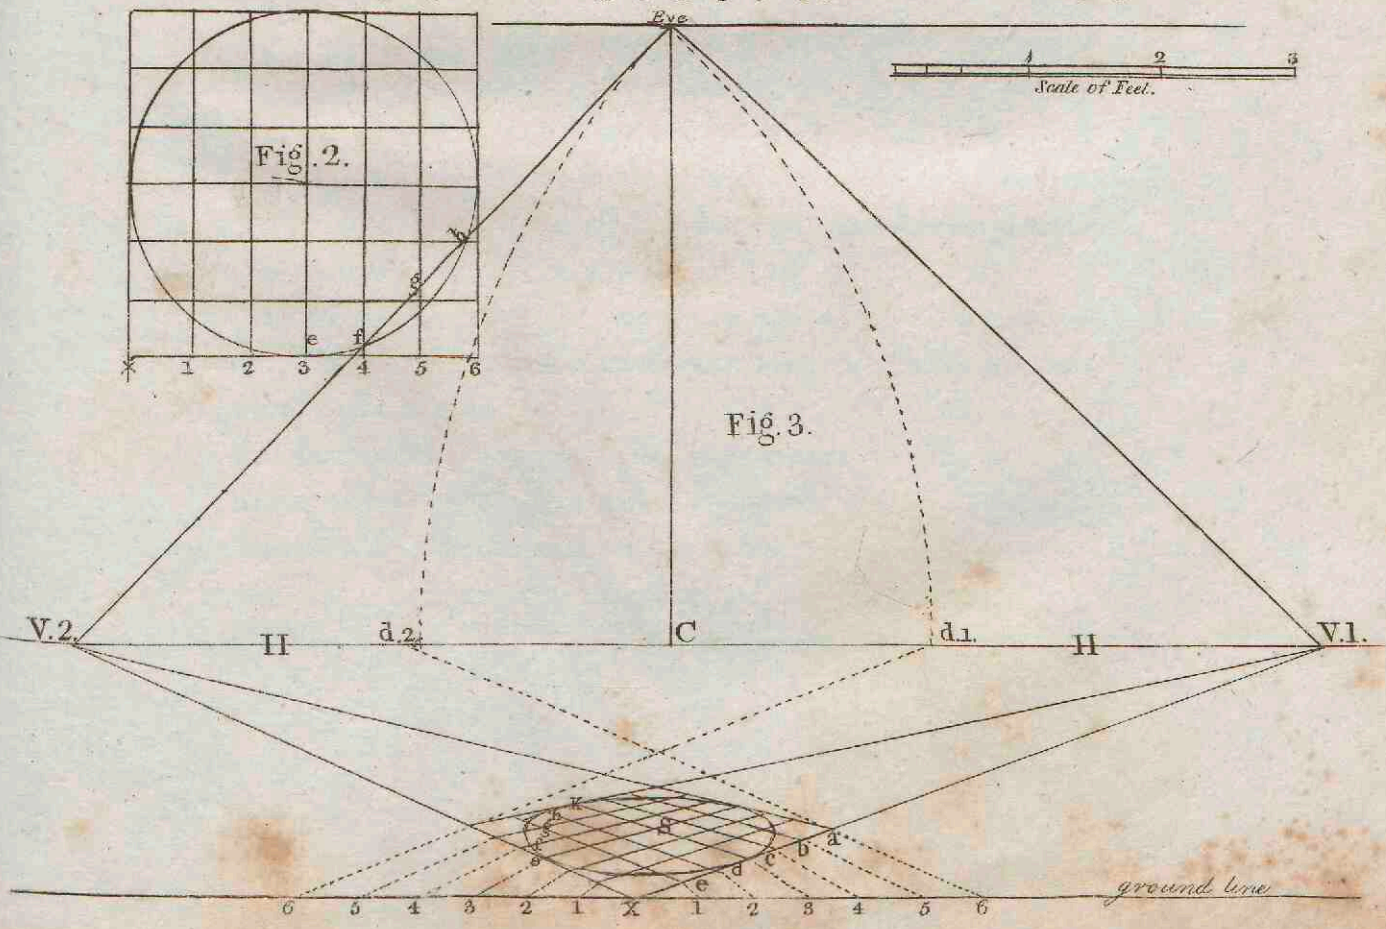 Eye
1 2 3
Scale of Feet.
Fig. 2.
h
g
e f
X 1 2 3 4 5 6
Fig. 3.
V.2. H d.2. C d.1. H V.1.
K
h
g S a
f b
e c
d
e
ground line
6 5 4 3 2 1 X 1 2 3 4 5 6